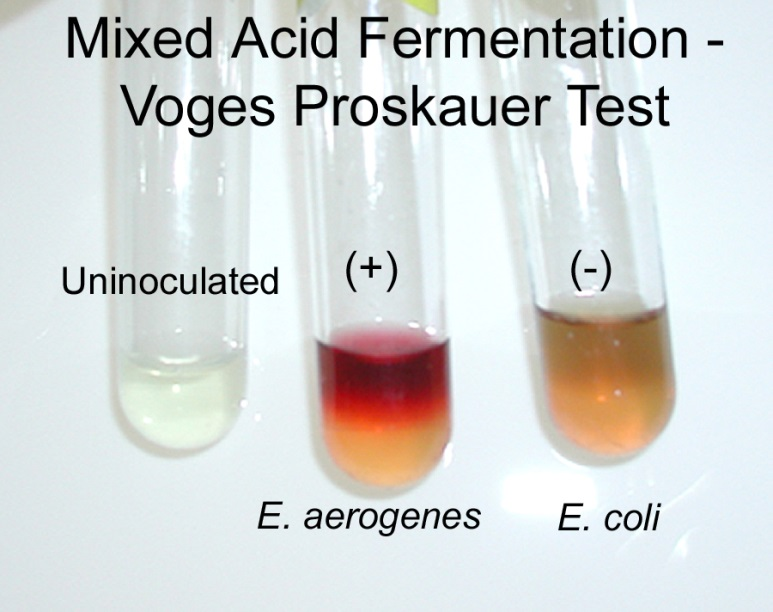 Mixed Acid Fermentation -
Voges Proskauer Test
Uninoculated
(+)
(-)
E. aerogenes
E. coli